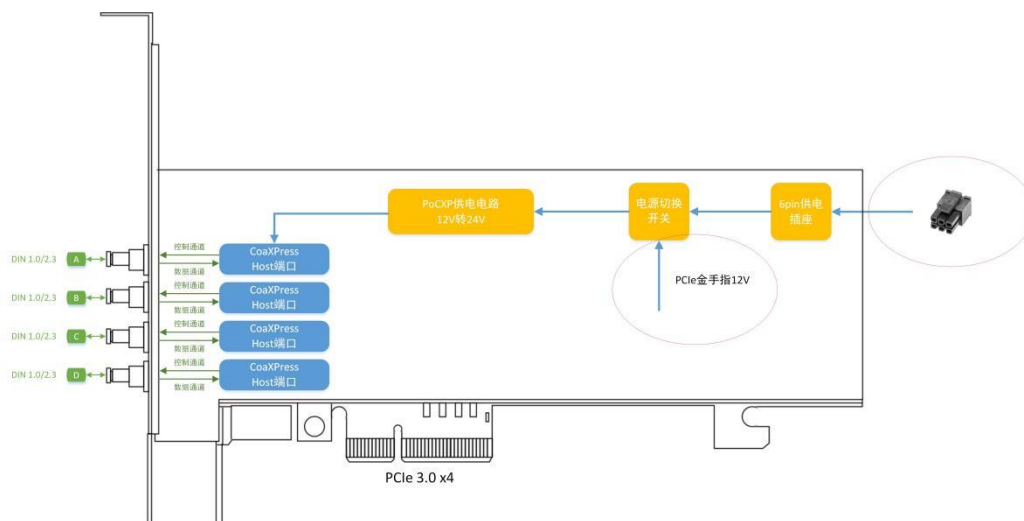 PoCXP供电电路
12V转24V
电源切换
开关
6pin供电
插座
PCIe金手指12V
控制通道
CoaXPress
Host端口
DIN 1.0/2.3
A
数据通道
控制通道
CoaXPress
Host端口
DIN 1.0/2.3
B
数据通道
控制通道
CoaXPress
Host端口
DIN 1.0/2.3
C
数据通道
控制通道
CoaXPress
Host端口
DIN 1.0/2.3
D
数据通道
PCIe 3.0 x4